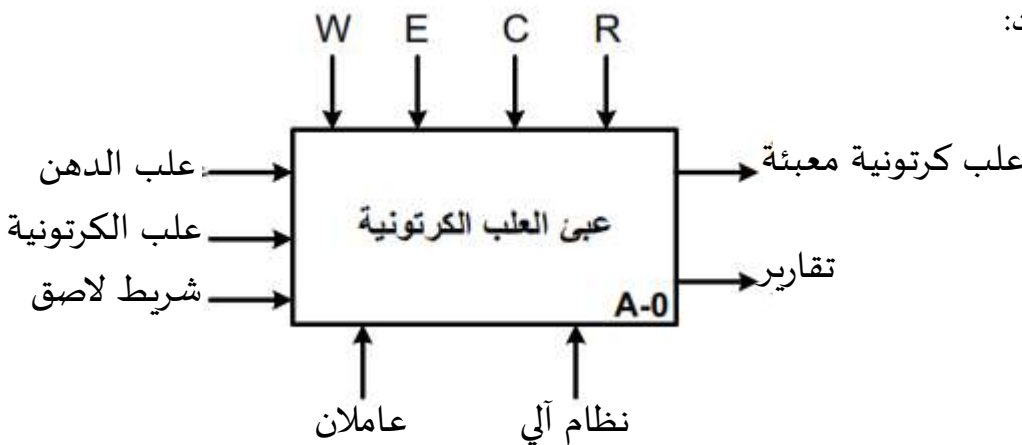 ت:
W E C R
علب الدهن
علب الكرتونية
شريط لاصق
عبئ العلب الكرتونية
A-0
علب كرتونية معبئة
تقارير
عاملان
نظام آلي